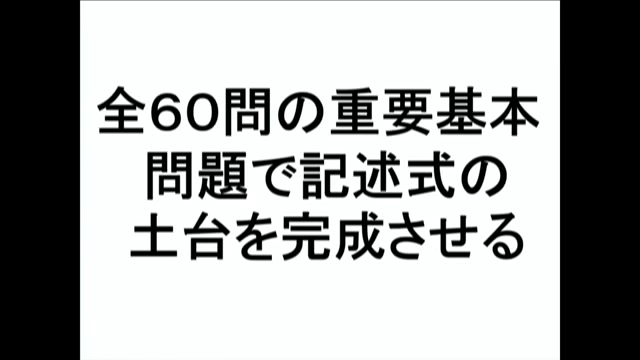 全60問の重要基本
問題で記述式の
土台を完成させる